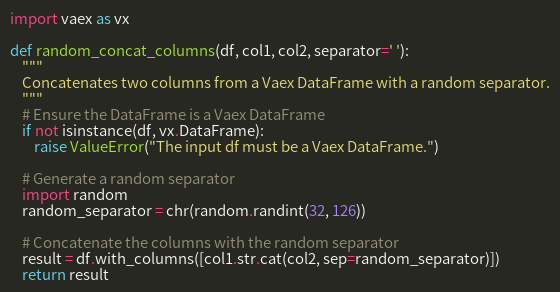 import vaex as vx

def random_concat_columns(df, col1, col2, separator=' '):
    """
    Concatenates two columns from a Vaex DataFrame with a random separator.
    """
    # Ensure the DataFrame is a Vaex DataFrame
    if not isinstance(df, vx.DataFrame):
        raise ValueError("The input df must be a Vaex DataFrame.")

    # Generate a random separator
    import random
    random_separator = chr(random.randint(32, 126))

    # Concatenate the columns with the random separator
    result = df.with_columns([col1.str.cat(col2, sep=random_separator)])
    return result